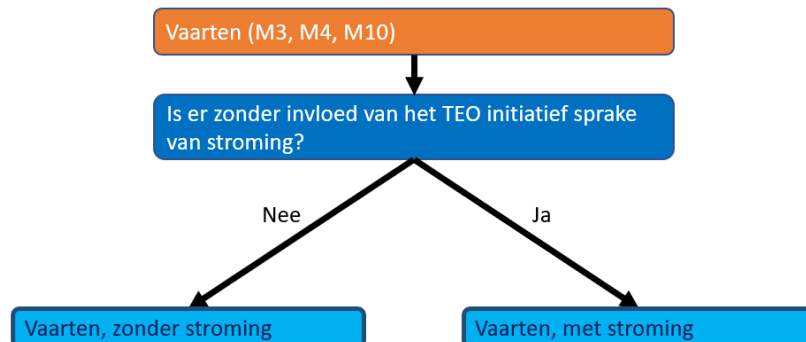 Vaarten (M3, M4, M10)
Is er zonder invloed van het TEO initiatief sprake
van stroming?
Nee
Ja
Vaarten, zonder stroming
Vaarten, met stroming